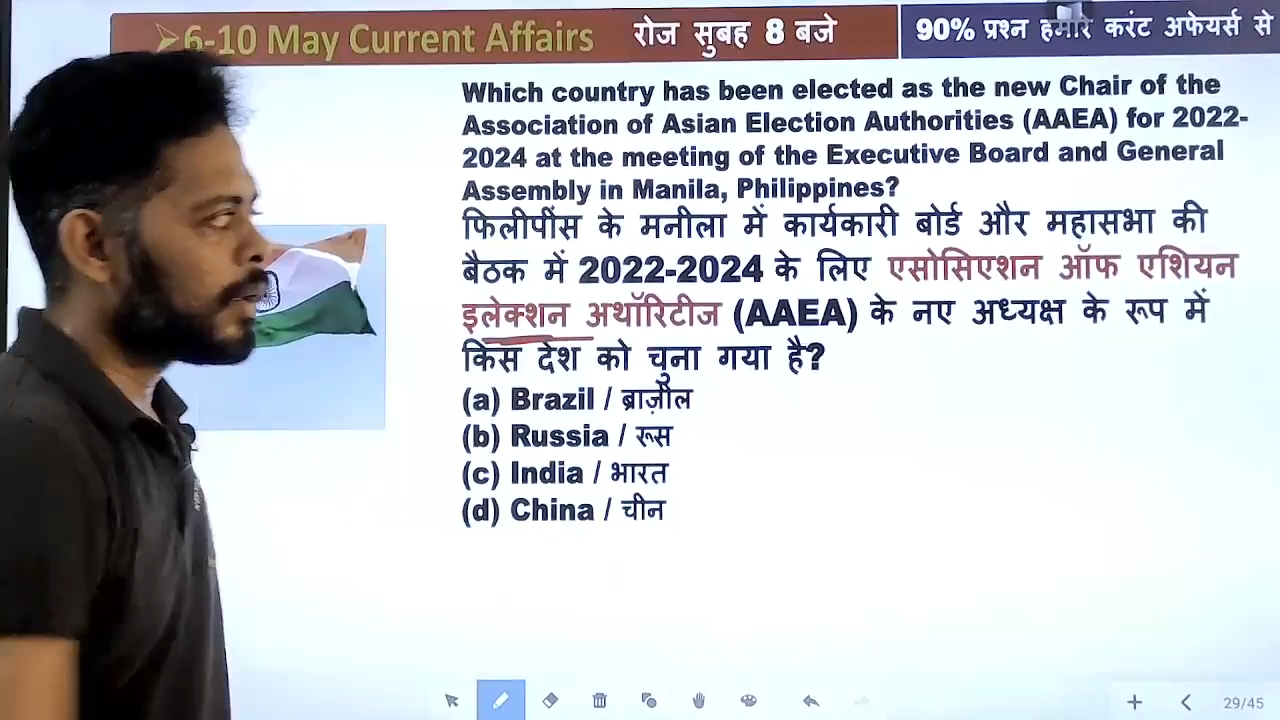 ➢6-10 May Current Affairs रोज सुबह 8 बजे 90% प्रश्न हमारे करंट अफेयर्स से
Which country has been elected as the new Chair of the
Association of Asian Election Authorities (AAEA) for 2022-
2024 at the meeting of the Executive Board and General
Assembly in Manila, Philippines?
फिलीपींस के मनीला में कार्यकारी बोर्ड और महासभा की
बैठक में 2022-2024 के लिए एसोसिएशन ऑफ एशियन
इलेक्शन अथॉरिटीज (AAEA) के नए अध्यक्ष के रूप में
किस देश को चुना गया है?
(a) Brazil / ब्राज़ील
(b) Russia / रूस
(c) India / भारत
(d) China / चीन
29/45